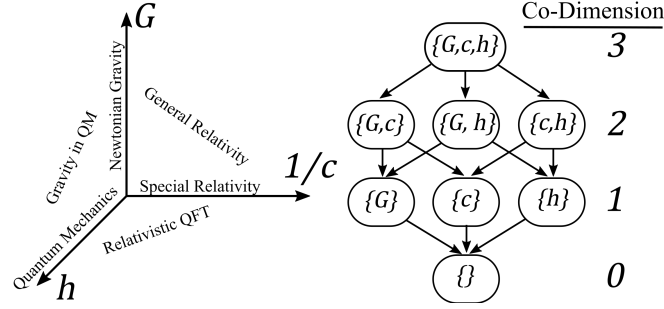 G
Newtonian Gravity
General Relativity
Gravity in QM
1/c
Special Relativity
Quantum Mechanics
Relativistic QFT
h
Co-Dimension
{G,c,h}
3
{G,c}
{G, h}
{c,h}
2
{G}
{c}
{h}
1
{}
0